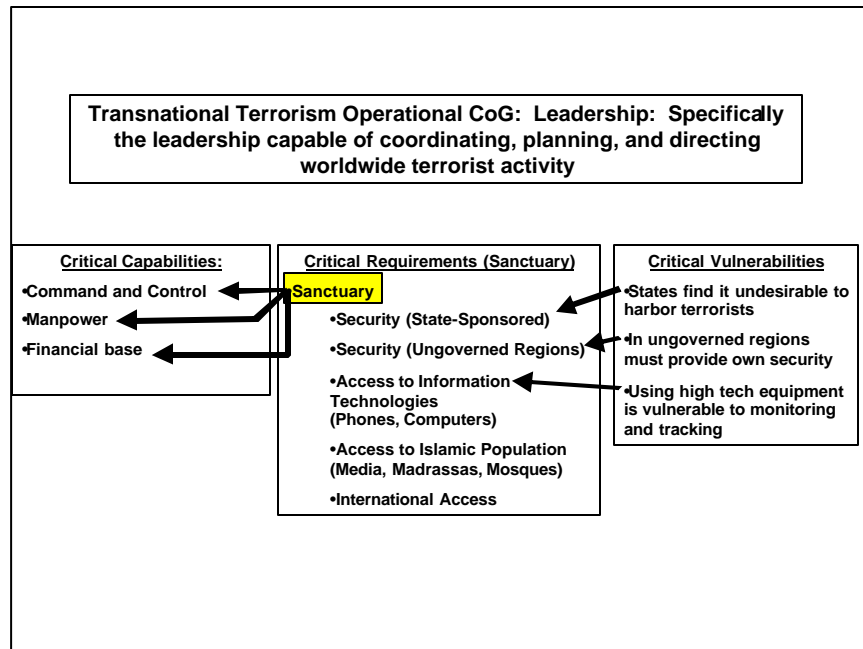 Transnational Terrorism Operational CoG: Leadership: Specifically
the leadership capable of coordinating, planning, and directing
worldwide terrorist activity
Critical Capabilities:
•Command and Control
•Manpower
•Financial base
Critical Requirements (Sanctuary)
•Sanctuary
•Security (State-Sponsored)
•Security (Ungoverned Regions)
•Access to Information
Technologies
(Phones, Computers)
•Access to Islamic Population
(Media, Madrassas, Mosques)
•International Access
Critical Vulnerabilities
•States find it undesirable to
harbor terrorists
•In ungoverned regions
must provide own security
•Using high tech equipment
is vulnerable to monitoring
and tracking